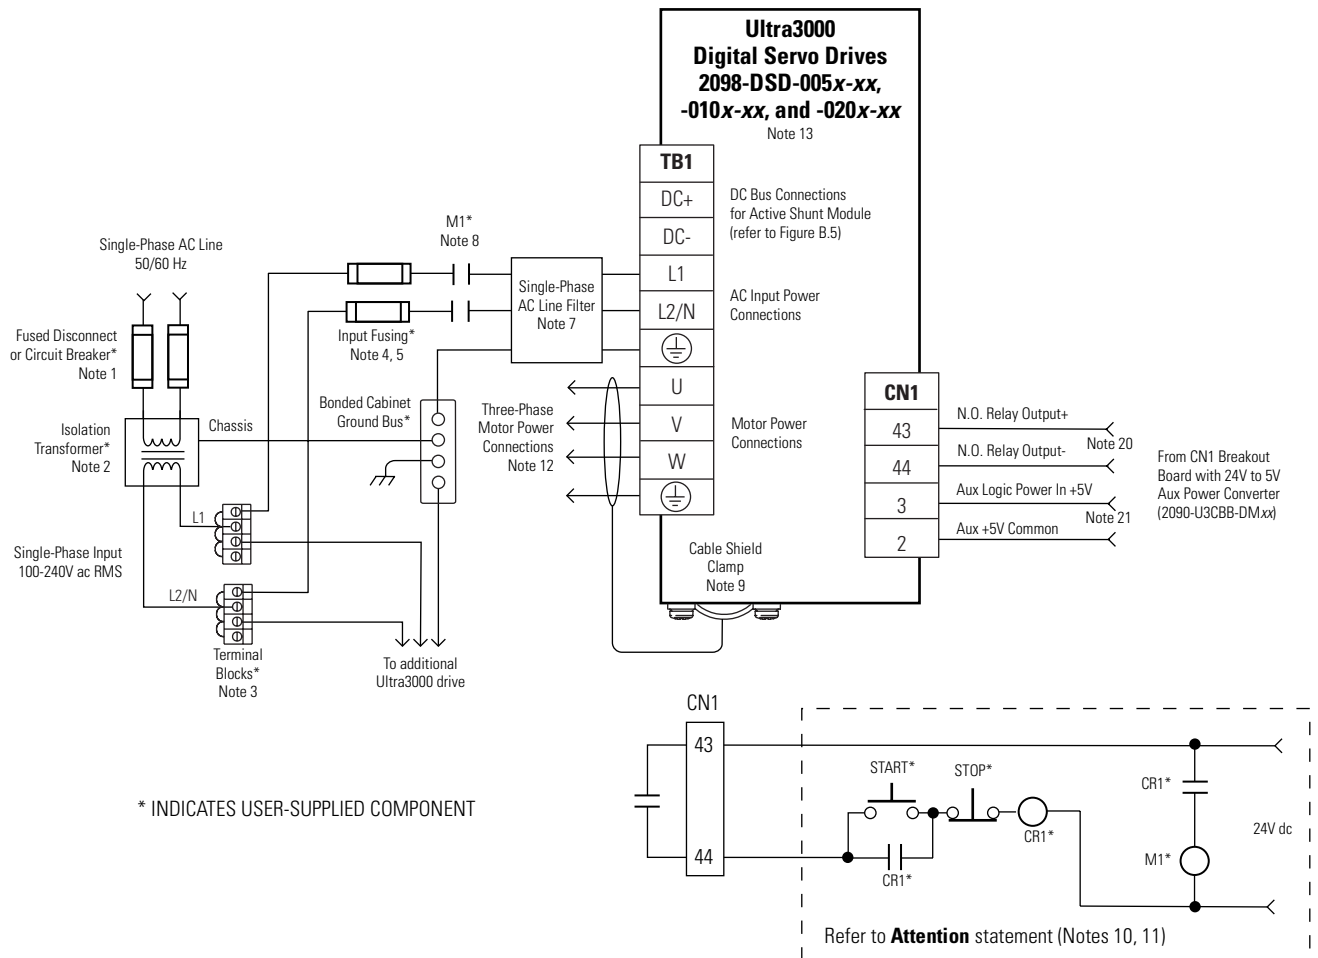 Ultra3000
Digital Servo Drives
2098-DSD-005x-xx,
-010x-xx, and -020x-xx
Note 13
TB1
DC+
DC-
L1
L2/N
U
V
W
DC Bus Connections
for Active Shunt Module
(refer to Figure B.5)
AC Input Power
Connections
Motor Power
Connections
M1*
Note 8
Single-Phase AC Line
50/60 Hz
Single-Phase
AC Line Filter
Note 7
Fused Disconnect
or Circuit Breaker*
Note 1
Input Fusing*
Note 4, 5
Isolation
Transformer*
Note 2
Chassis
Bonded Cabinet
Ground Bus*
Three-Phase
Motor Power
Connections
Note 12
CN1
43
44
3
2
N.O. Relay Output+
Note 20
N.O. Relay Output-
Aux Logic Power In +5V
Note 21
Aux +5V Common
From CN1 Breakout
Board with 24V to 5V
Aux Power Converter
(2090-U3CBB-DMxx)
L1
Single-Phase Input
100-240V ac RMS
L2/N
Terminal
Blocks*
Note 3
To additional
Ultra3000 drive
Cable Shield
Clamp
Note 9
CN1
43
44
START*
STOP*
CR1*
CR1*
CR1*
M1*
24V dc
* INDICATES USER-SUPPLIED COMPONENT
Refer to Attention statement (Notes 10, 11)